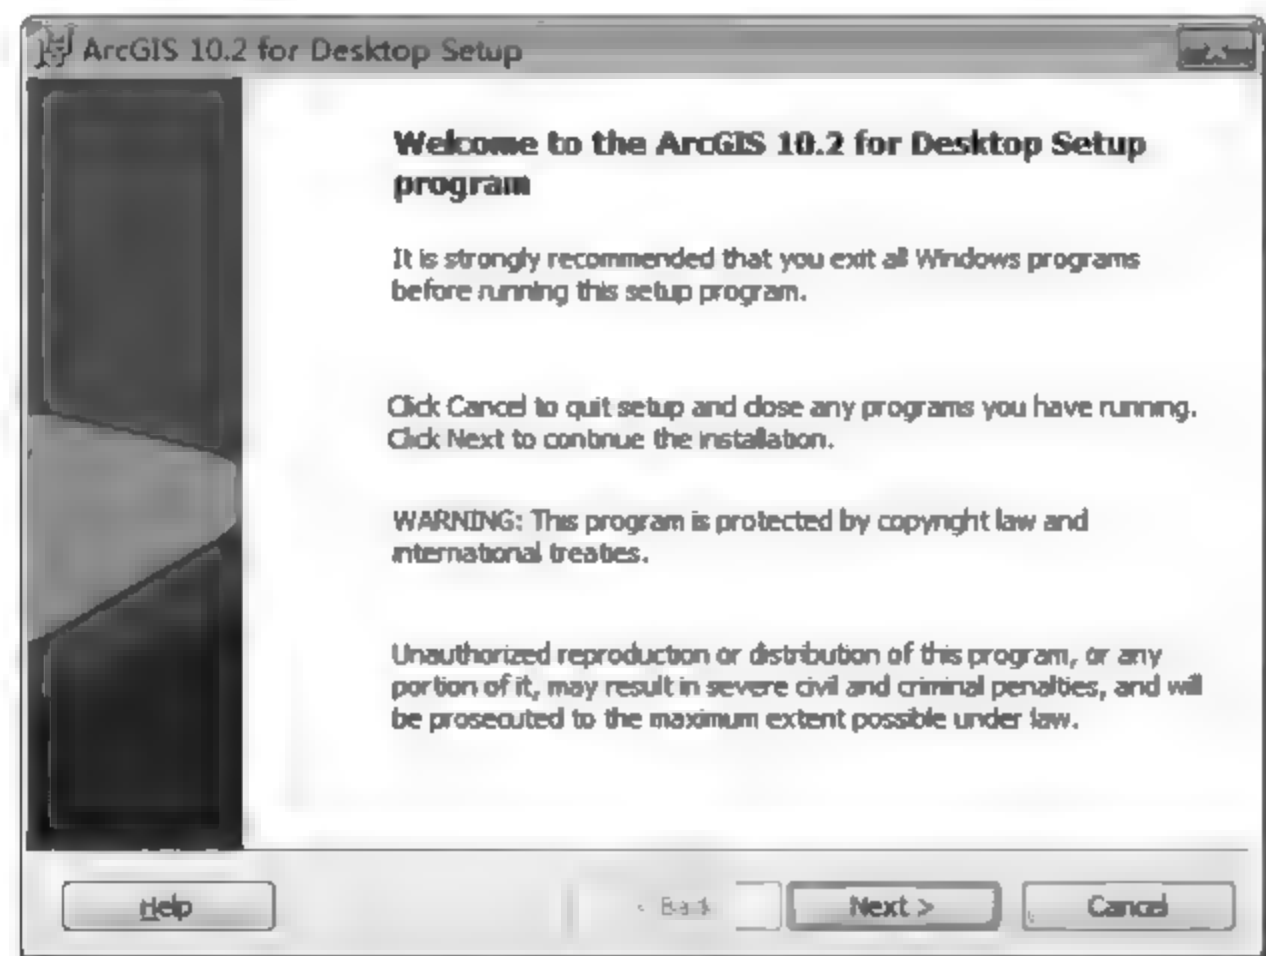 ArcGIS 10.2 for Desktop Setup
Welcome to the ArcGIS 10.2 for Desktop Setup
program
It is strongly recommended that you exit all Windows programs
before running this setup program.
Click Cancel to quit setup and close any programs you have running.
Click Next to continue the installation.
WARNING: This program is protected by copyright law and
international treaties.
Unauthorized reproduction or distribution of this program, or any
portion of it, may result in severe civil and criminal penalties, and will
be prosecuted to the maximum extent possible under law.
Help
< Back
Next >
Cancel